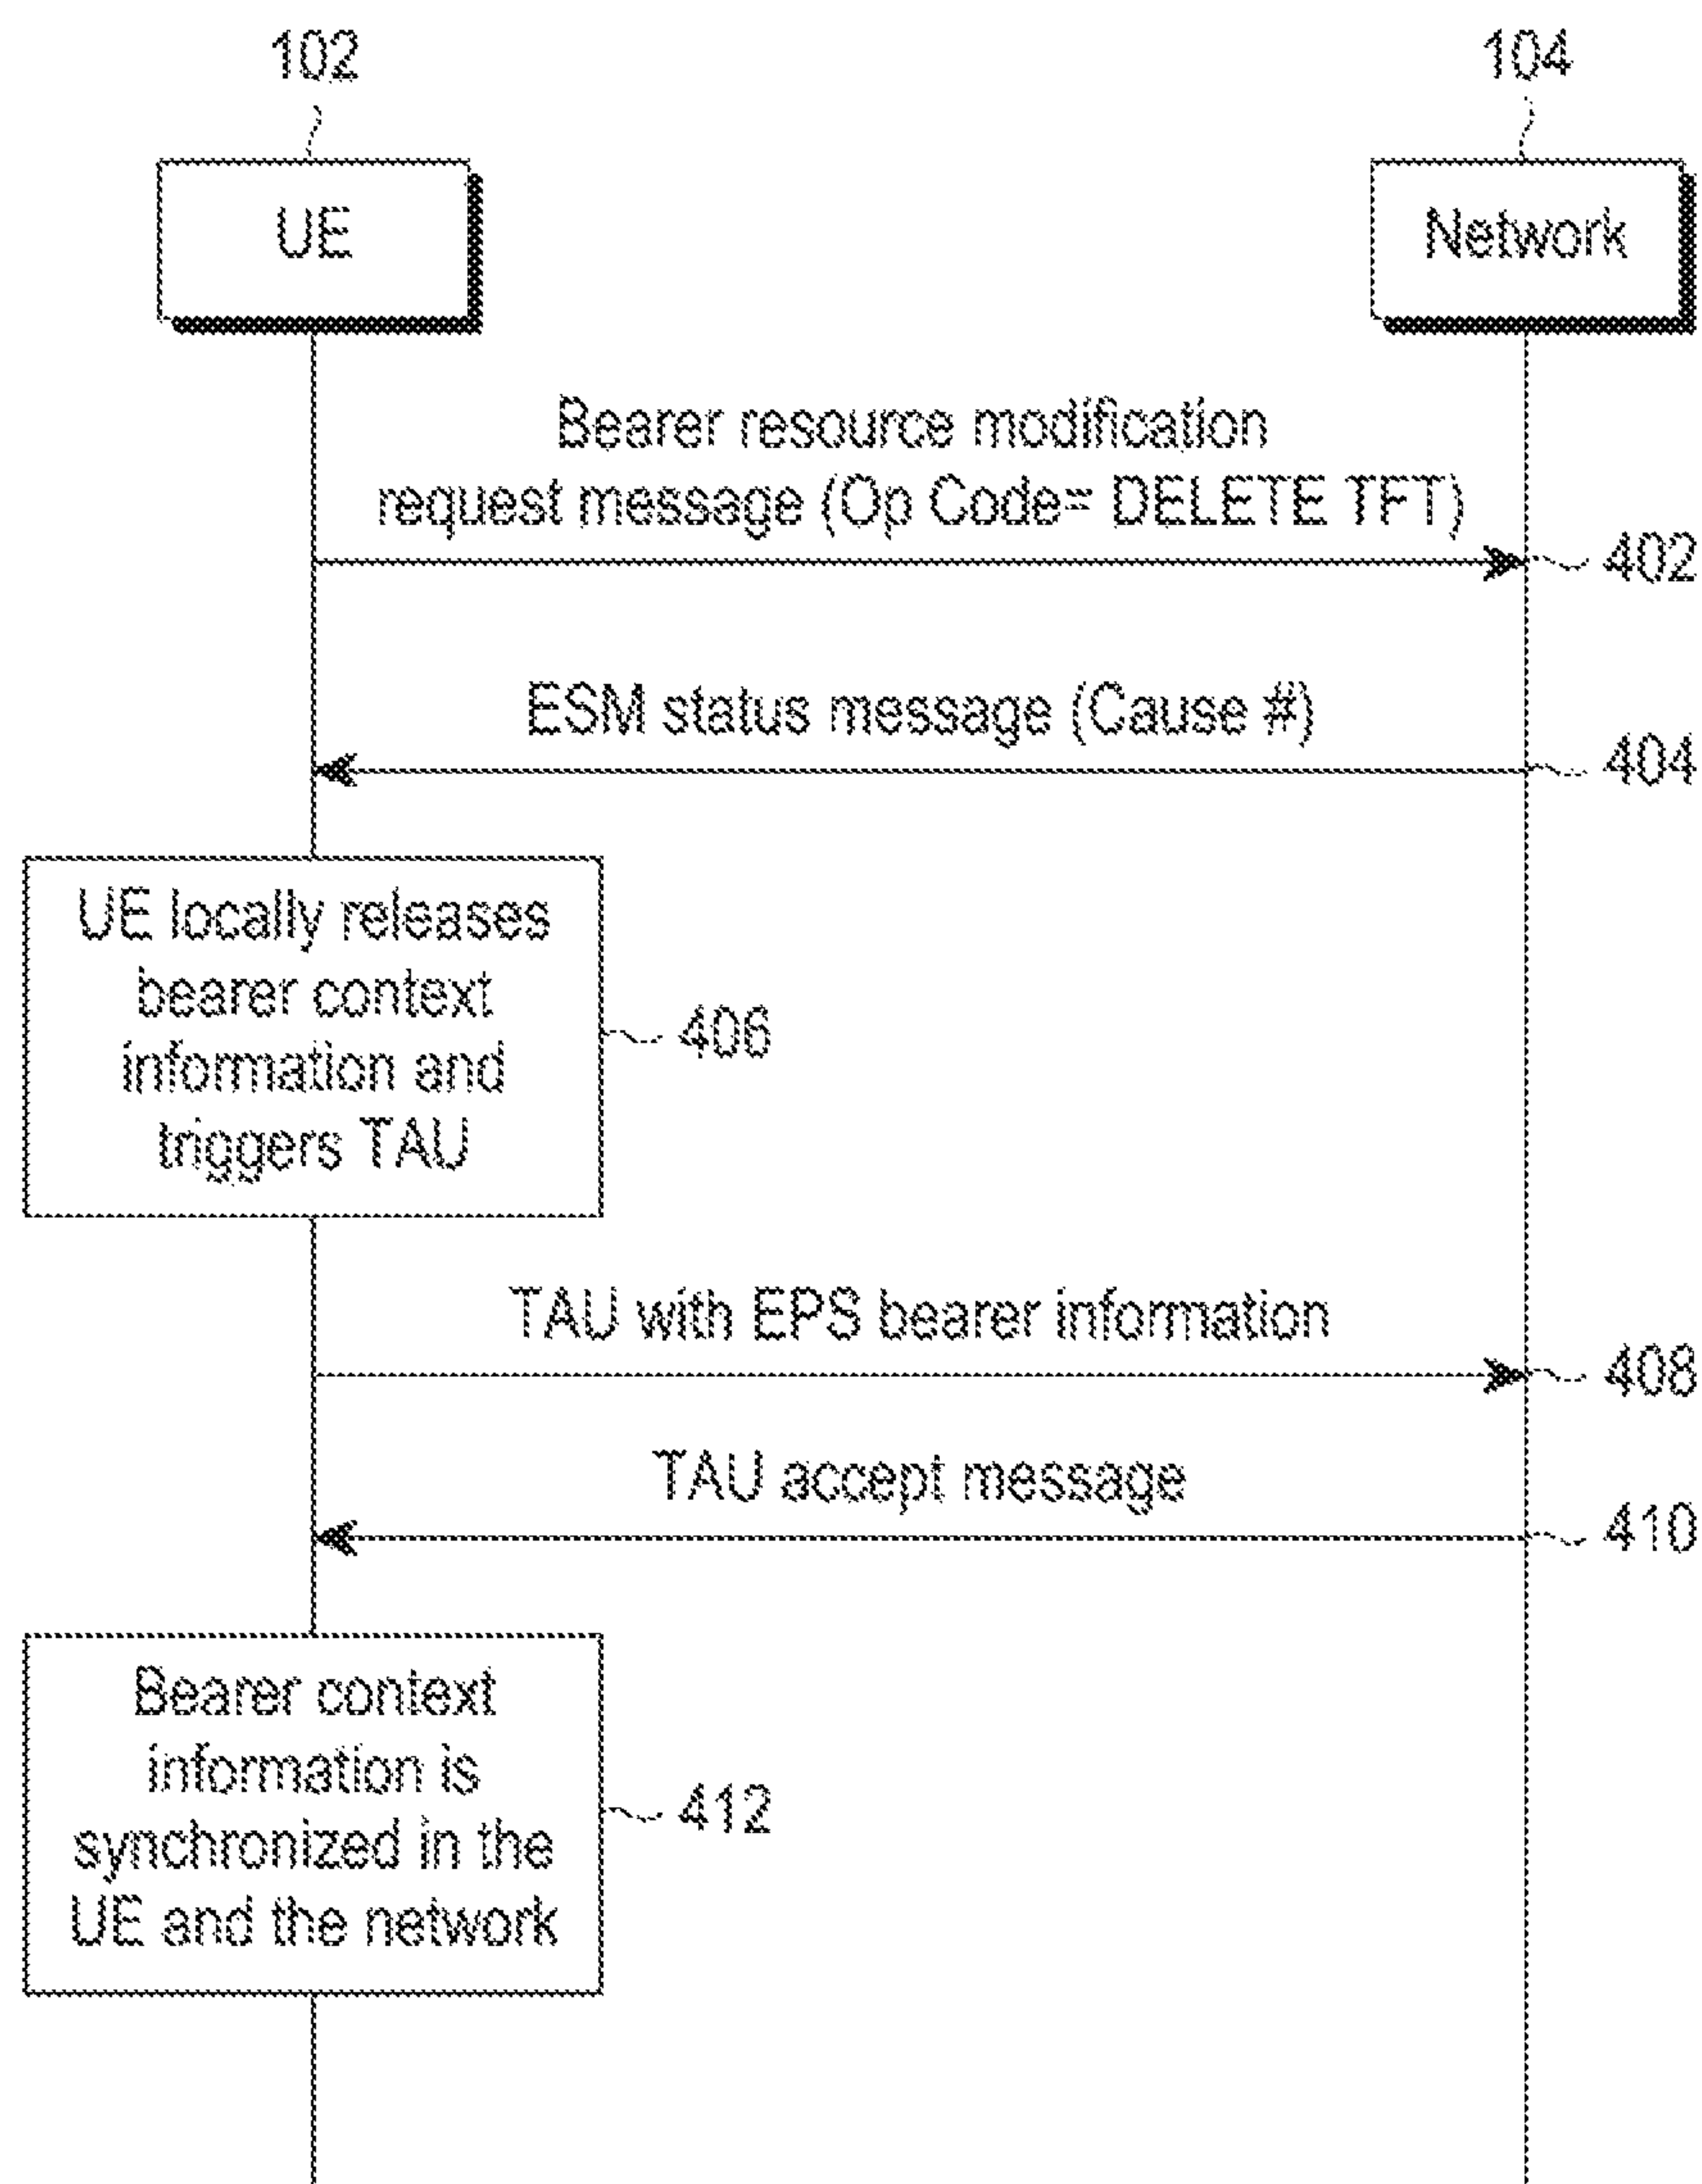 102
104
UE
Network
Bearer resource modification
request message (Op Code= DELETE TFT)
402
ESM status message (Cause #)
404
UE locally releases
bearer context
information and
triggers TAU
406
TAU with EPS bearer information
408
TAU accept message
410
Bearer context
information is
synchronized in the
UE and the network
412